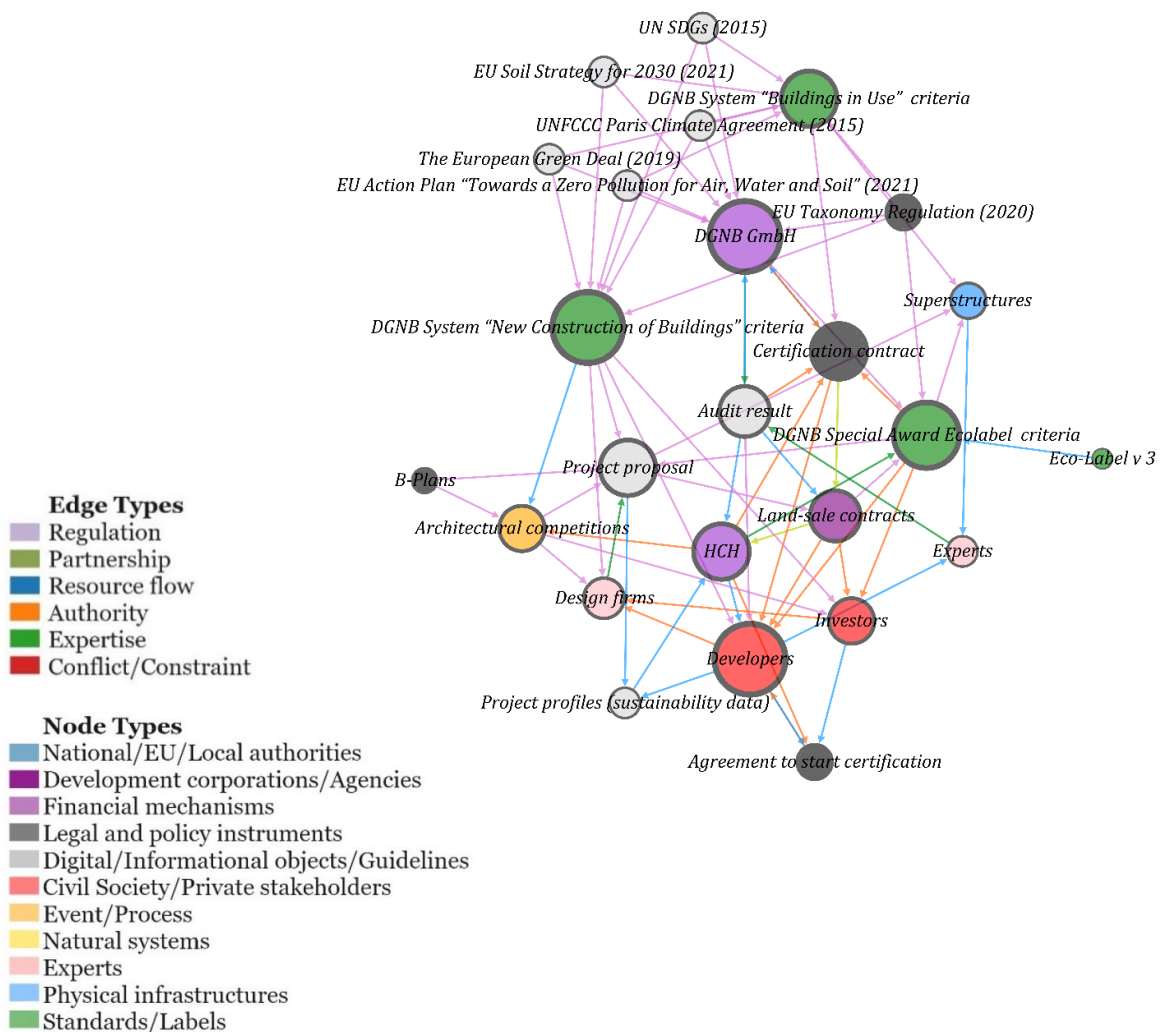 UN SDGs (2015)
EU Soil Strategy for 2030 (2021)
DGNB System “Buildings in Use” criteria
UNFCCC Paris Climate Agreement (2015)
The European Green Deal (2019)
EU Action Plan “Towards a Zero Pollution for Air, Water and Soil” (2021)
EU Taxonomy Regulation (2020)
DGNB GmbH
Superstructures
DGNB System “New Construction of Buildings” criteria
Certification contract
Audit result
DGNB Special Award Ecolabel criteria
Eco-Label v 3
Project proposal
B-Plans
Land-sale contracts
Architectural competitions
HCH
Experts
Design firms
Investors
Developers
Project profiles (sustainability data)
Agreement to start certification
Edge Types
Regulation
Partnership
Resource flow
Authority
Expertise
Conflict/Constraint
Node Types
National/EU/Local authorities
Development corporations/Agencies
Financial mechanisms
Legal and policy instruments
Digital/Informational objects/Guidelines
Civil Society/Private stakeholders
Event/Process
Natural systems
Experts
Physical infrastructures
Standards/Labels